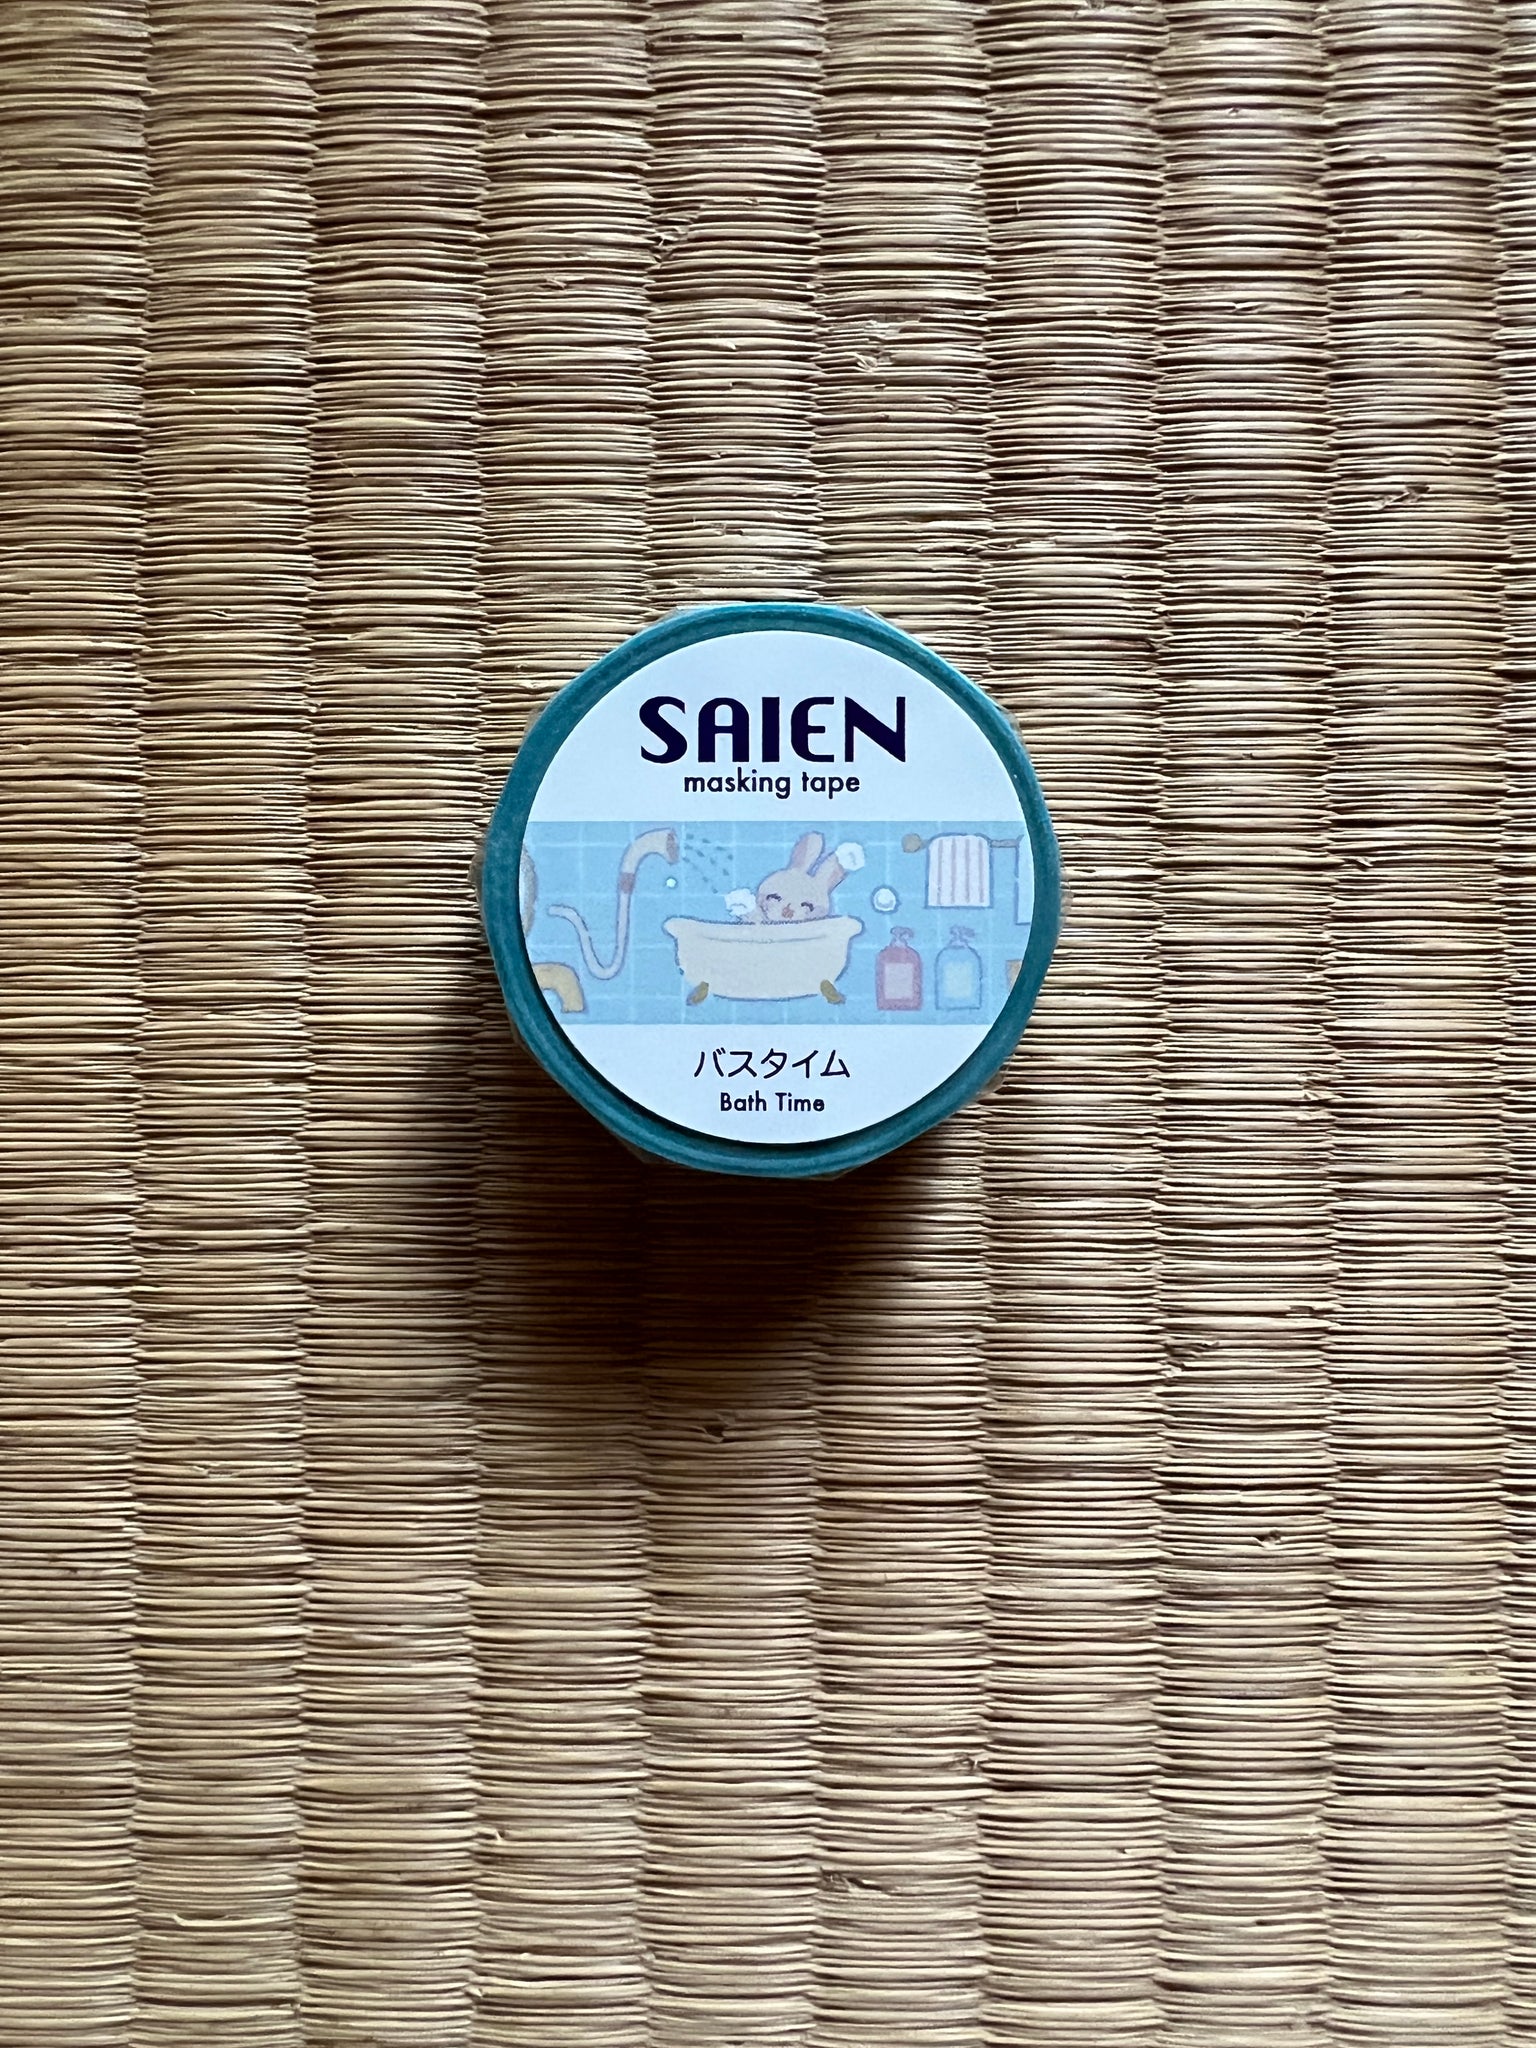 SAIEN
masking tape
バスタイム
Bath Time